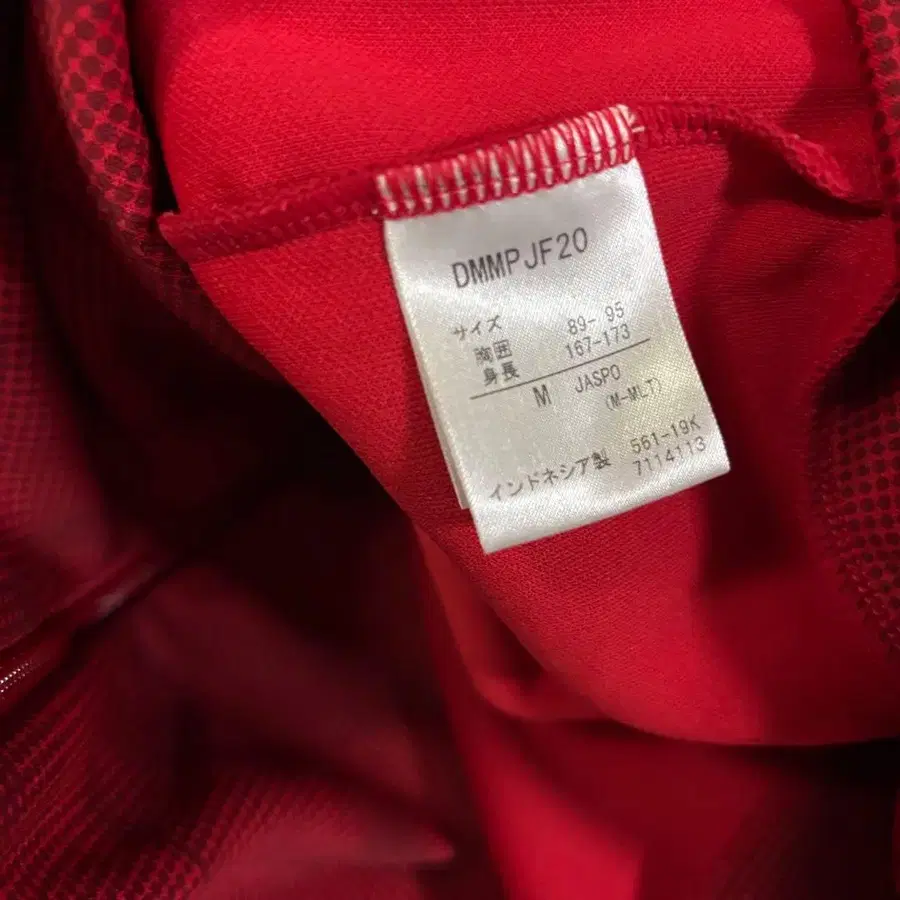 DMMPJF20
サイズ
胸囲 89- 95
身長 167-173
M JASPO
(M-MLT)
561-19K
インドネシア製 7114113